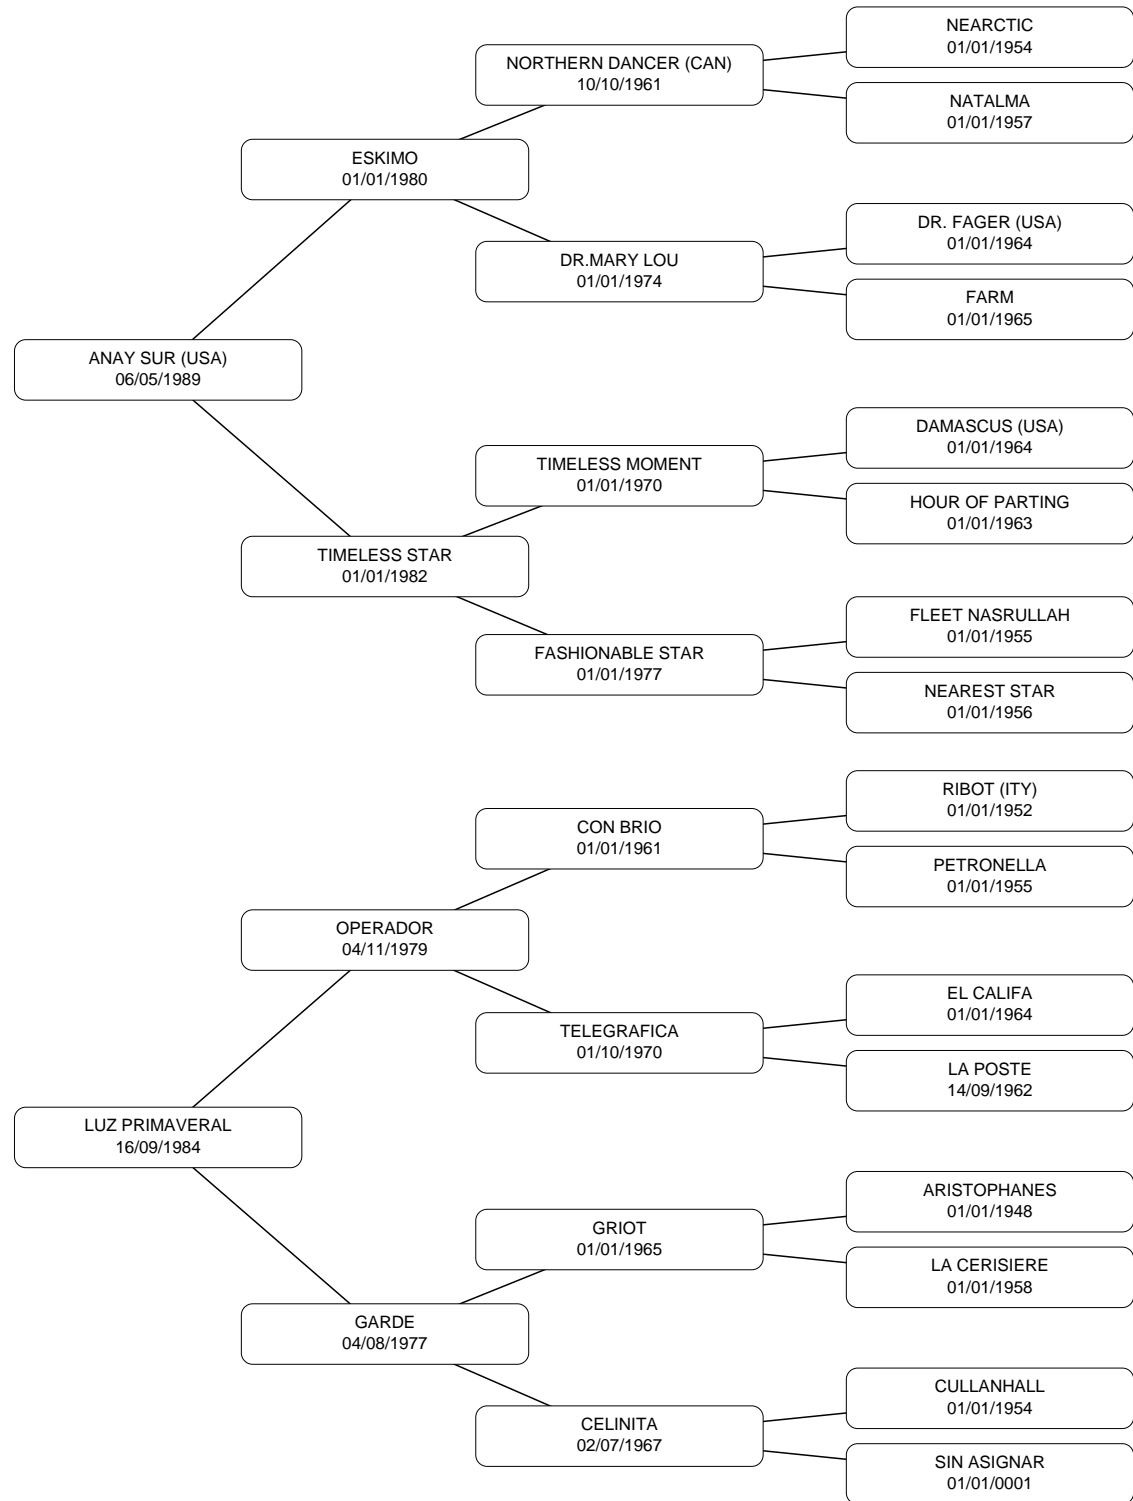 NEARCTIC
01/01/1954
NORTHERN DANCER (CAN)
10/10/1961
NATALMA
01/01/1957
ESKIMO
01/01/1980
DR. FAGER (USA)
01/01/1964
DR.MARY LOU
01/01/1974
FARM
01/01/1965
ANAY SUR (USA)
06/05/1989
DAMASCUS (USA)
01/01/1964
TIMELESS MOMENT
01/01/1970
HOUR OF PARTING
01/01/1963
TIMELESS STAR
01/01/1982
FLEET NASRULLAH
01/01/1955
FASHIONABLE STAR
01/01/1977
NEAREST STAR
01/01/1956
RIBOT (ITY)
01/01/1952
CON BRIO
01/01/1961
PETRONELLA
01/01/1955
OPERADOR
04/11/1979
EL CALIFA
01/01/1964
TELEGRAFICA
01/10/1970
LA POSTE
14/09/1962
LUZ PRIMAVERAL
16/09/1984
ARISTOPHANES
01/01/1948
GRIOT
01/01/1965
LA CERISIERE
01/01/1958
GARDE
04/08/1977
CULLANHALL
01/01/1954
CELINITA
02/07/1967
SIN ASIGNAR
01/01/0001